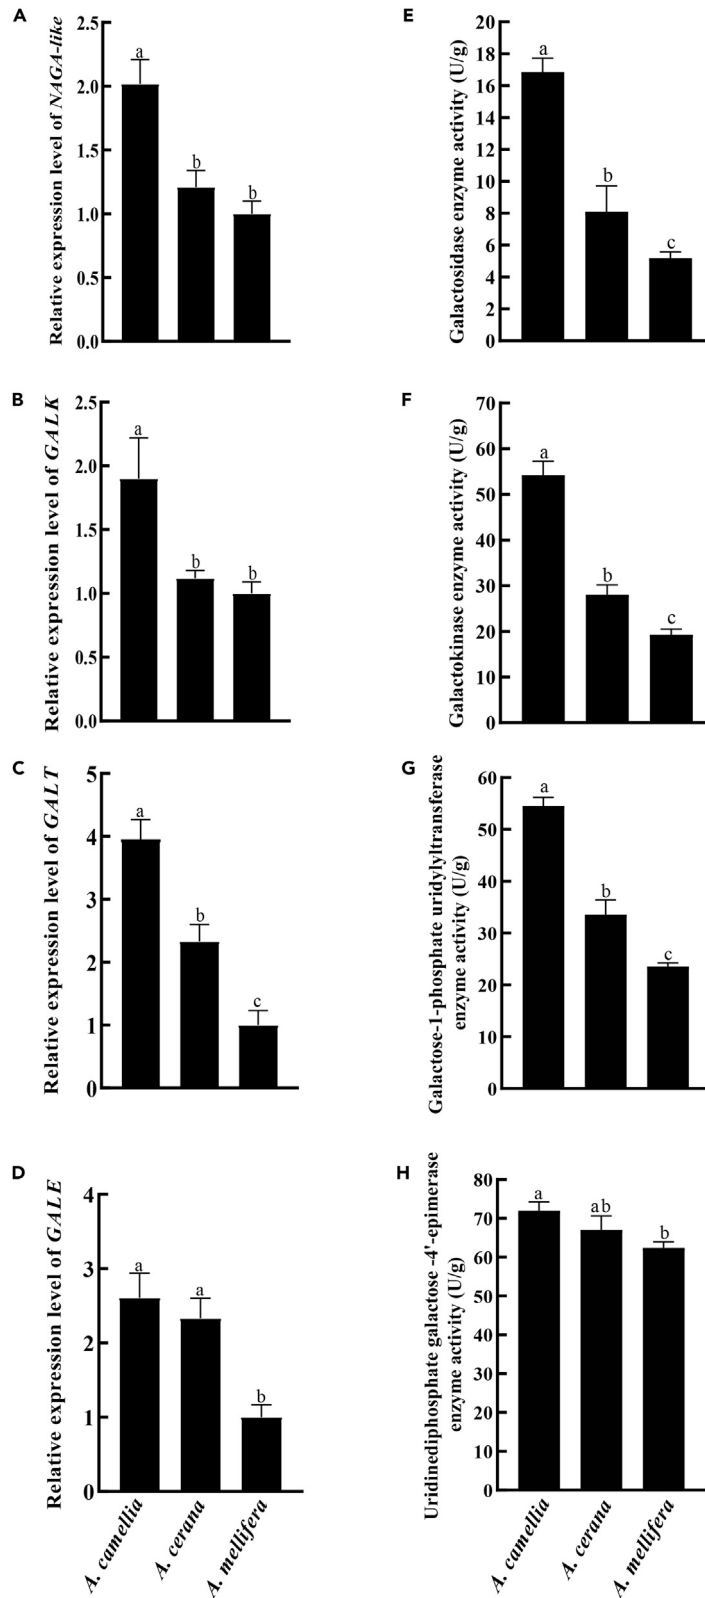 A
Relative expression level of NAGA-like
2.5
2.0
1.5
1.0
0.5
0.0
a
b
b
E
Galactosidase enzyme activity (U/g)
20
18
16
14
12
10
8
6
4
2
0
a
b
c
B
Relative expression level of GALK
2.5
2.0
1.5
1.0
0.5
0.0
a
b
b
F
Galactokinase enzyme activity (U/g)
70
60
50
40
30
20
10
0
a
b
c
C
Relative expression level of GALT
5
4
3
2
1
0
a
b
c
G
Galactose-1-phosphate uridylyltransferase
enzyme activity (U/g)
60
50
40
30
20
10
0
a
b
c
D
Relative expression level of GALE
4
3
2
1
0
a
a
b
A. camellia
A. cerana
A. mellifera
H
Uridinediphosphate galactose -4'-epimerase
enzyme activity (U/g)
80
70
60
50
40
30
20
10
0
a
ab
b
A. camellia
A. cerana
A. mellifera